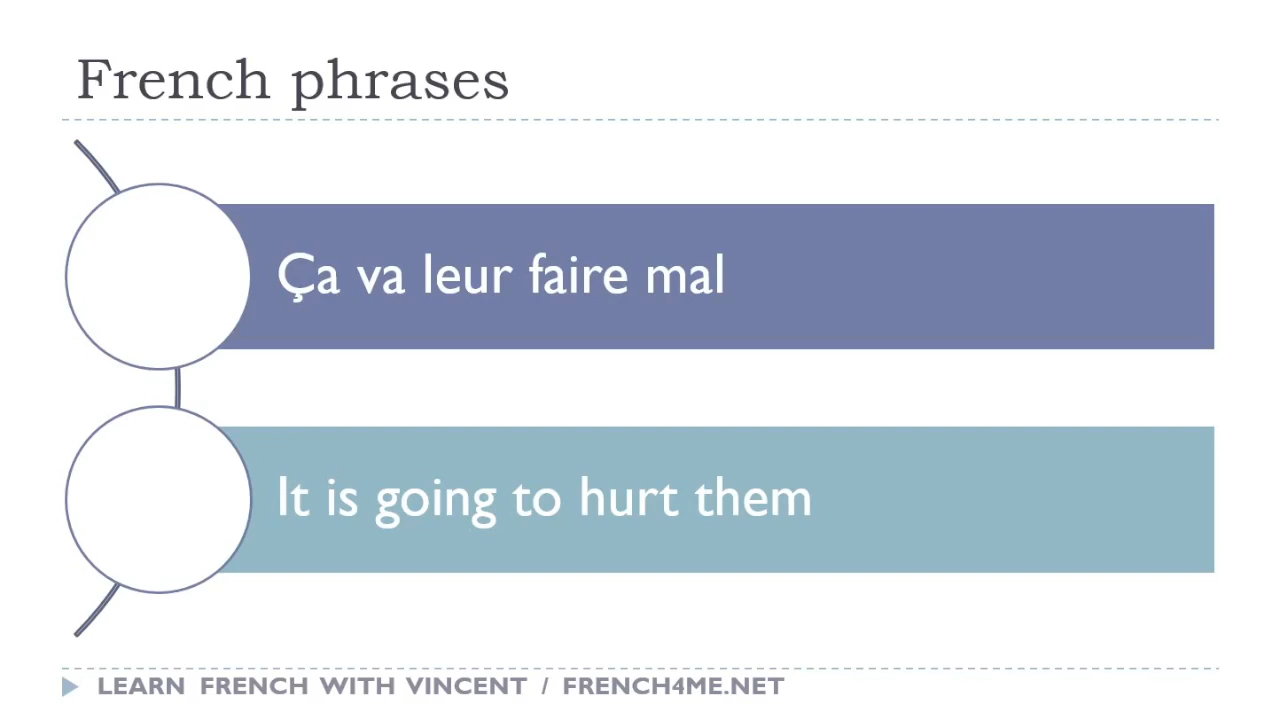 French phrases
Ça va leur faire mal
It is going to hurt them
LEARN FRENCH WITH VINCENT / FRENCH4ME.NET